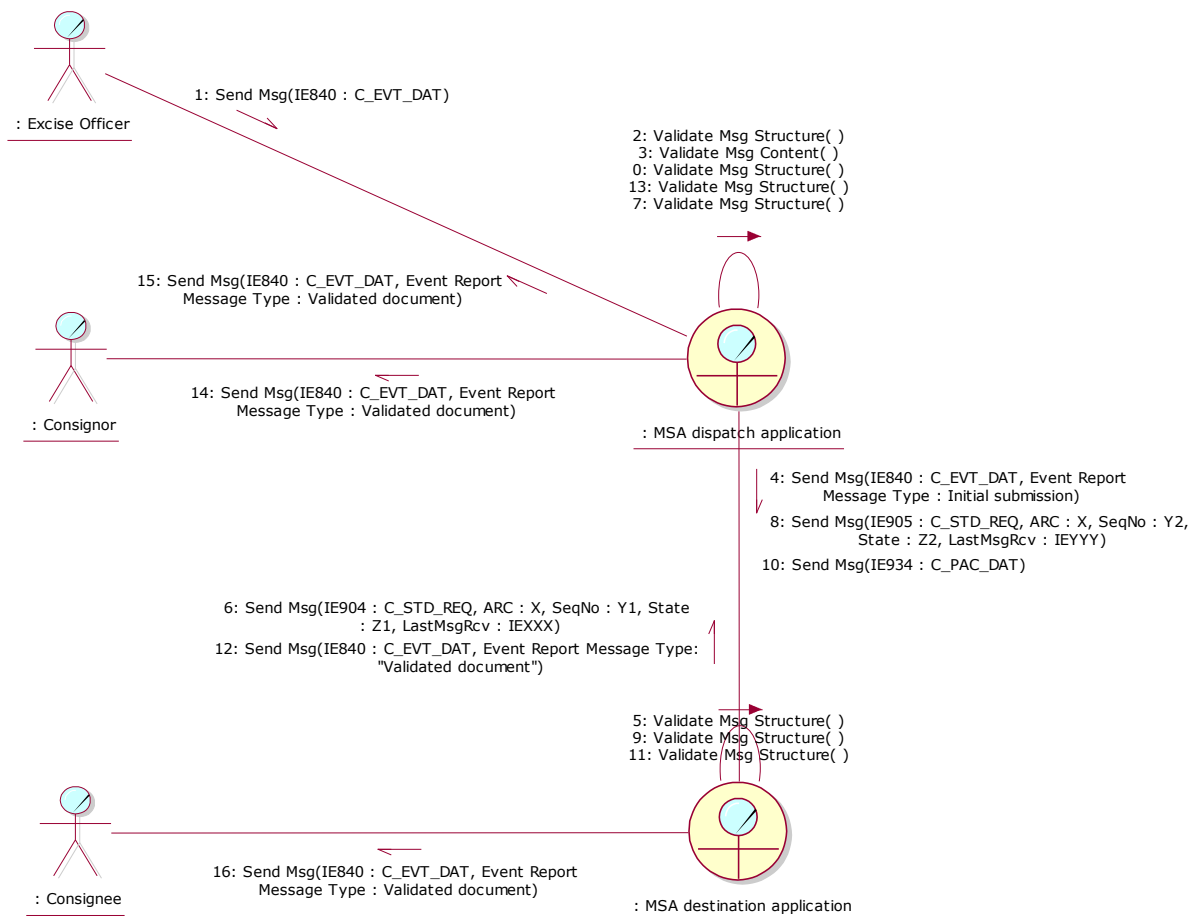 1: Send Msg(IE840 : C_EVT_DAT)
: Excise Officer
2: Validate Msg Structure( )
3: Validate Msg Content( )
0: Validate Msg Structure( )
13: Validate Msg Structure( )
7: Validate Msg Structure( )
15: Send Msg(IE840 : C_EVT_DAT, Event Report
Message Type : Validated document)
14: Send Msg(IE840 : C_EVT_DAT, Event Report
Message Type : Validated document)
: Consignor
: MSA dispatch application
4: Send Msg(IE840 : C_EVT_DAT, Event Report
Message Type : Initial submission)
8: Send Msg(IE905 : C_STD_REQ, ARC : X, SeqNo : Y2,
State : Z2, LastMsgRcv : IEYYY)
10: Send Msg(IE934 : C_PAC_DAT)
6: Send Msg(IE904 : C_STD_REQ, ARC : X, SeqNo : Y1, State
: Z1, LastMsgRcv : IEXXX)
12: Send Msg(IE840 : C_EVT_DAT, Event Report Message Type:
"Validated document")
5: Validate Msg Structure( )
9: Validate Msg Structure( )
11: Validate Msg Structure( )
16: Send Msg(IE840 : C_EVT_DAT, Event Report
Message Type : Validated document)
: Consignee
: MSA destination application